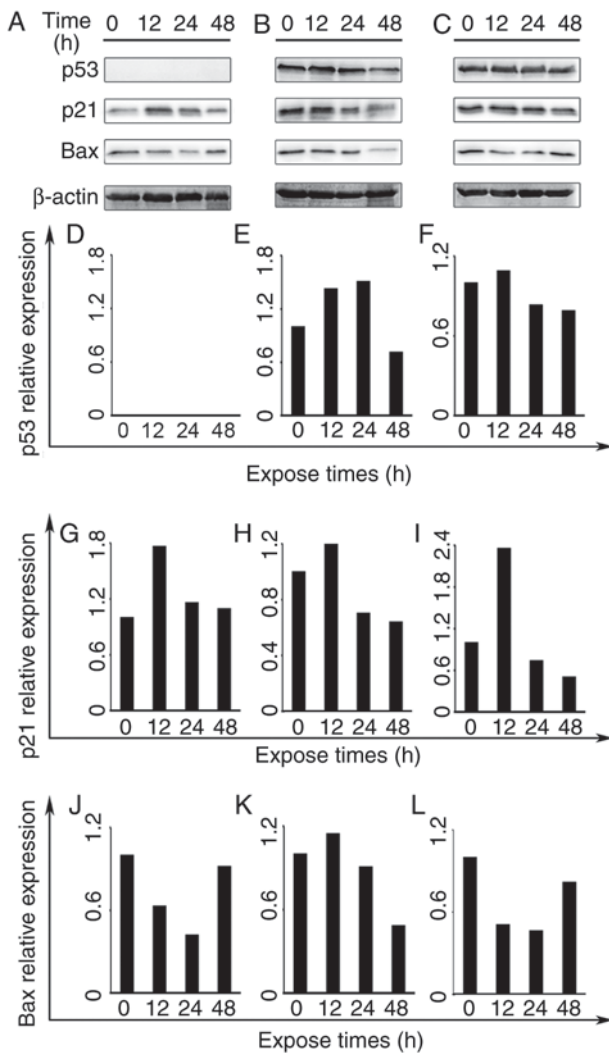 A Time 0 12 24 48 B 0 12 24 48 C 0 12 24 48
(h)
p53
p21
Bax
β-actin
D E F
p53 relative expression
1.8 1.8 1.8
1.2 1.2 1.2
0.6 0.6 0.6
0 0 0
0 12 24 48 0 12 24 48 0 12 24 48
Expose times (h)
G H I
p21 relative expression
1.8 1.2 2.4
1.2 0.8 1.8
0.6 0.4 1.2
0 0 0.6
0
0 12 24 48 0 12 24 48 0 12 24 48
Expose times (h)
J K L
Bax relative expression
1.2 1.2 1.2
0.6 0.6 0.6
0 0 0
0 12 24 48 0 12 24 48 0 12 24 48
Expose times (h)